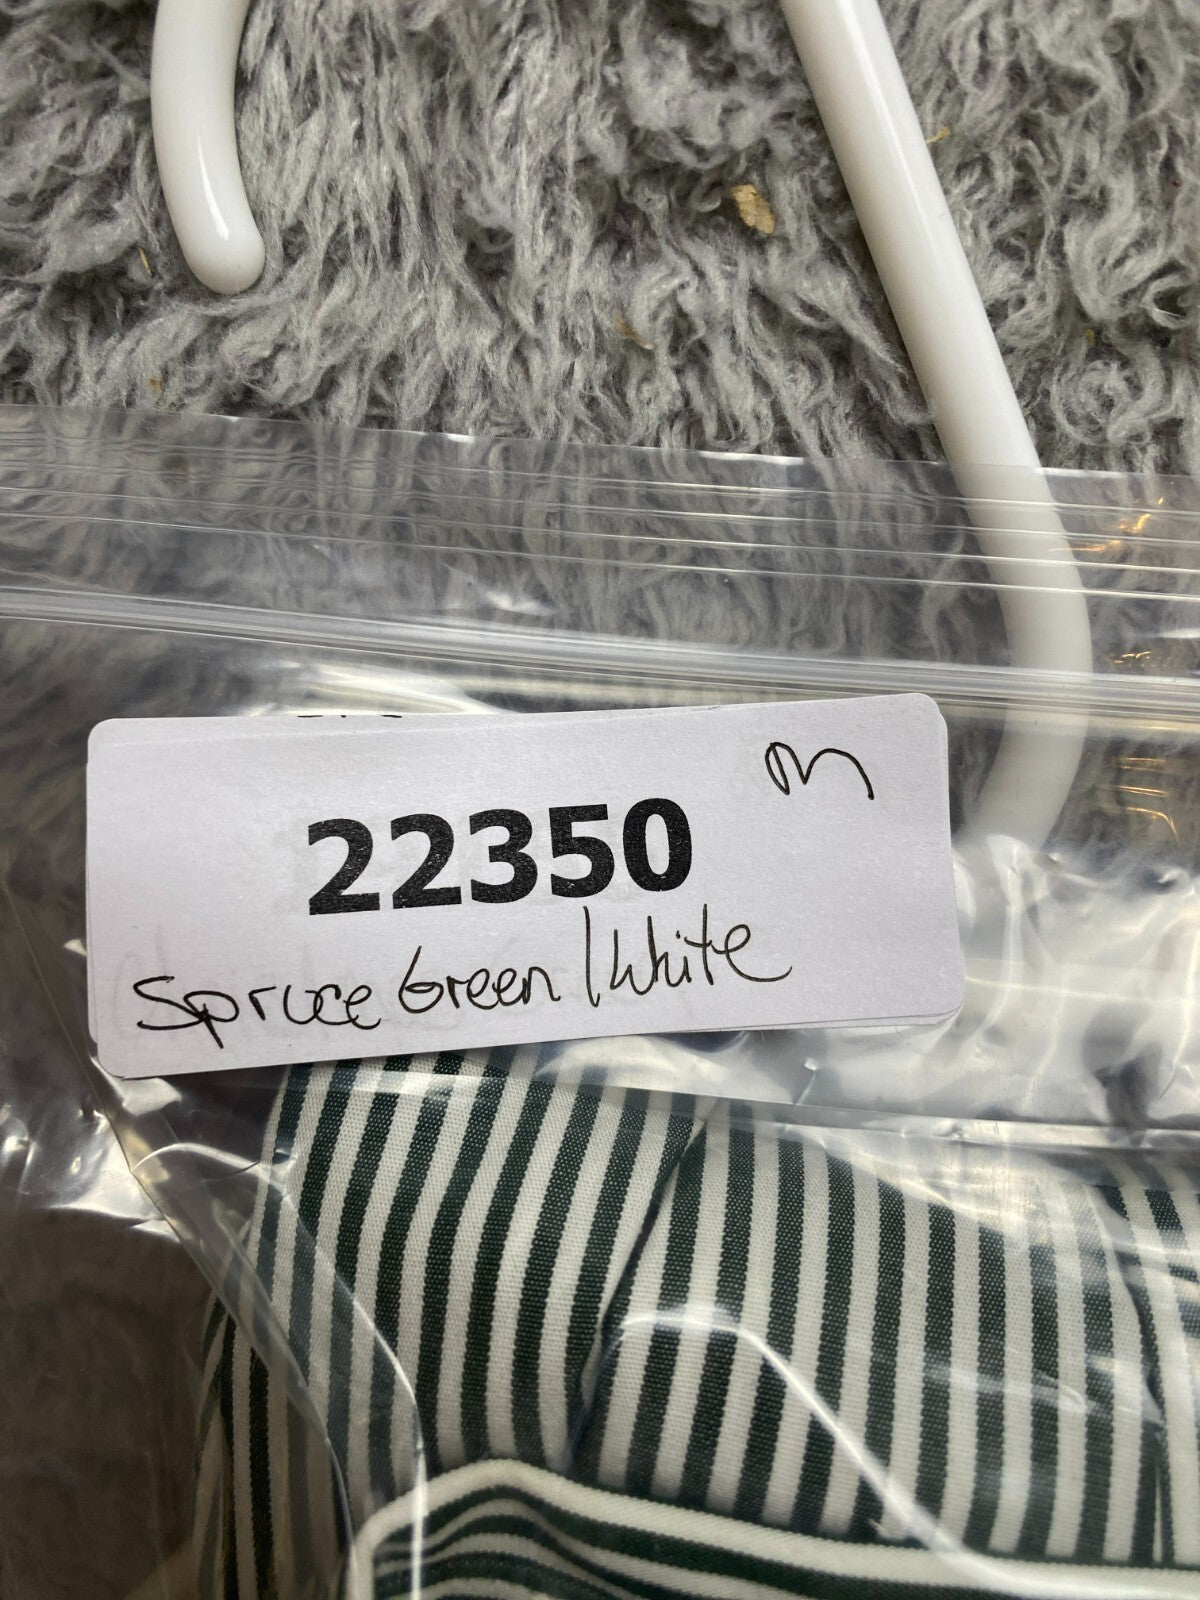 M
22350
Spruce Green / White